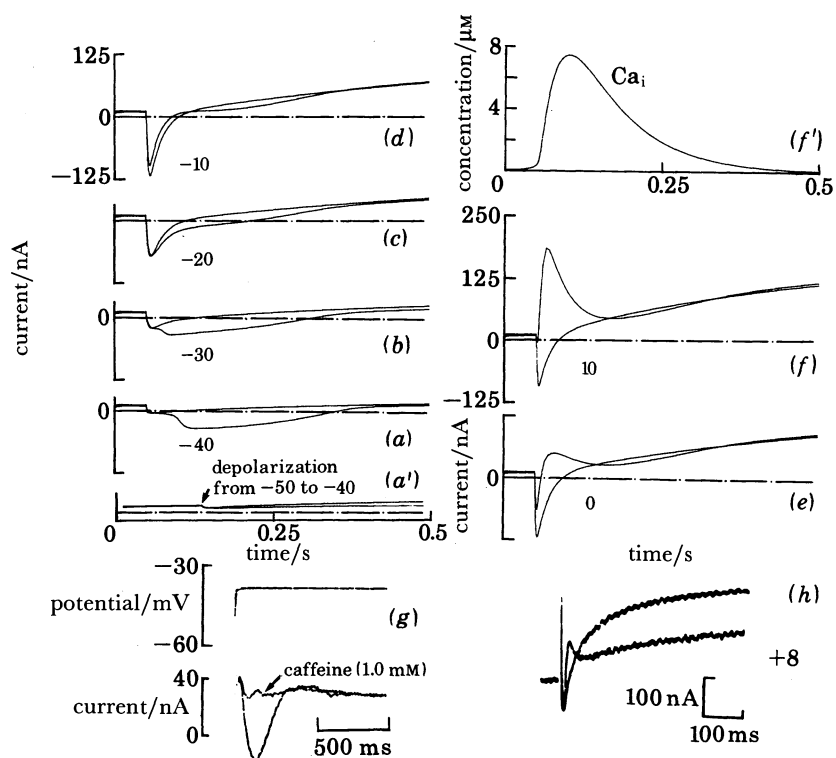 125
0
−125
−10
(d)
−20
(c)
current/nA
0
−30
(b)
0
−40
(a)
depolarization
from −50 to −40
(a')
0
0.25
0.5
time/s
concentration/µM
8
4
0
Ca i
(f')
0
0.25
0.5
250
125
0
−125
10
(f)
current/nA
0
0
(e)
time/s
−30
potential/mV
−60
(g)
40
current/nA
0
caffeine (1.0 mM)
500 ms
(h)
+8
100 nA
100 ms